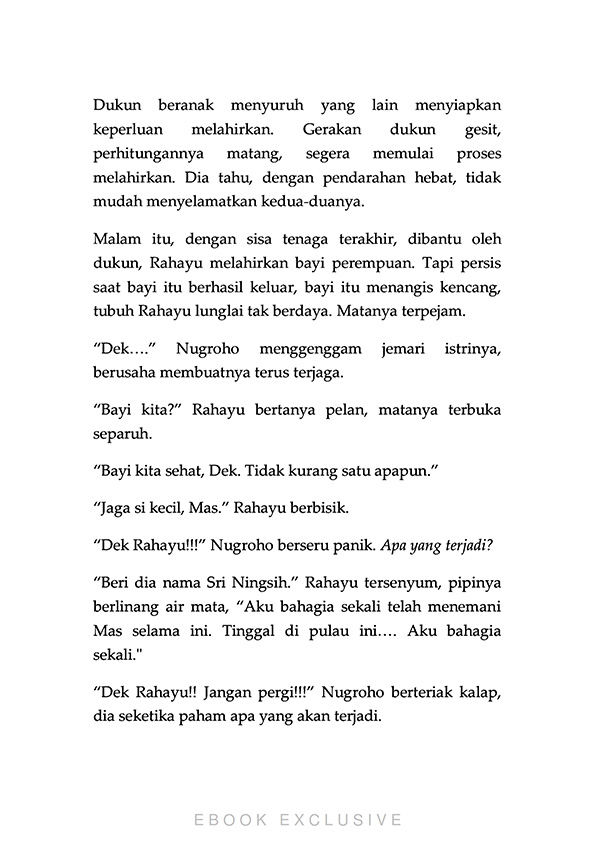 Dukun beranak menyuruh yang lain menyiapkan
keperluan melahirkan. Gerakan dukun gesit,
perhitungannya matang, segera memulai proses
melahirkan. Dia tahu, dengan pendarahan hebat, tidak
mudah menyelamatkan kedua-duanya.
Malam itu, dengan sisa tenaga terakhir, dibantu oleh
dukun, Rahayu melahirkan bayi perempuan. Tapi persis
saat bayi itu berhasil keluar, bayi itu menangis kencang,
tubuh Rahayu lunglai tak berdaya. Matanya terpejam.
“Dek….” Nugroho menggenggam jemari istrinya,
berusaha membuatnya terus terjaga.
“Bayi kita?” Rahayu bertanya pelan, matanya terbuka
separuh.
“Bayi kita sehat, Dek. Tidak kurang satu apapun.”
“Jaga si kecil, Mas.” Rahayu berbisik.
“Dek Rahayu!!!” Nugroho berseru panik. Apa yang terjadi?
“Beri dia nama Sri Ningsih.” Rahayu tersenyum, pipinya
berlinang air mata, “Aku bahagia sekali telah menemani
Mas selama ini. Tinggal di pulau ini…. Aku bahagia
sekali."
“Dek Rahayu!! Jangan pergi!!!” Nugroho berteriak kalap,
dia seketika paham apa yang akan terjadi.
EBOOK EXCLUSIVE